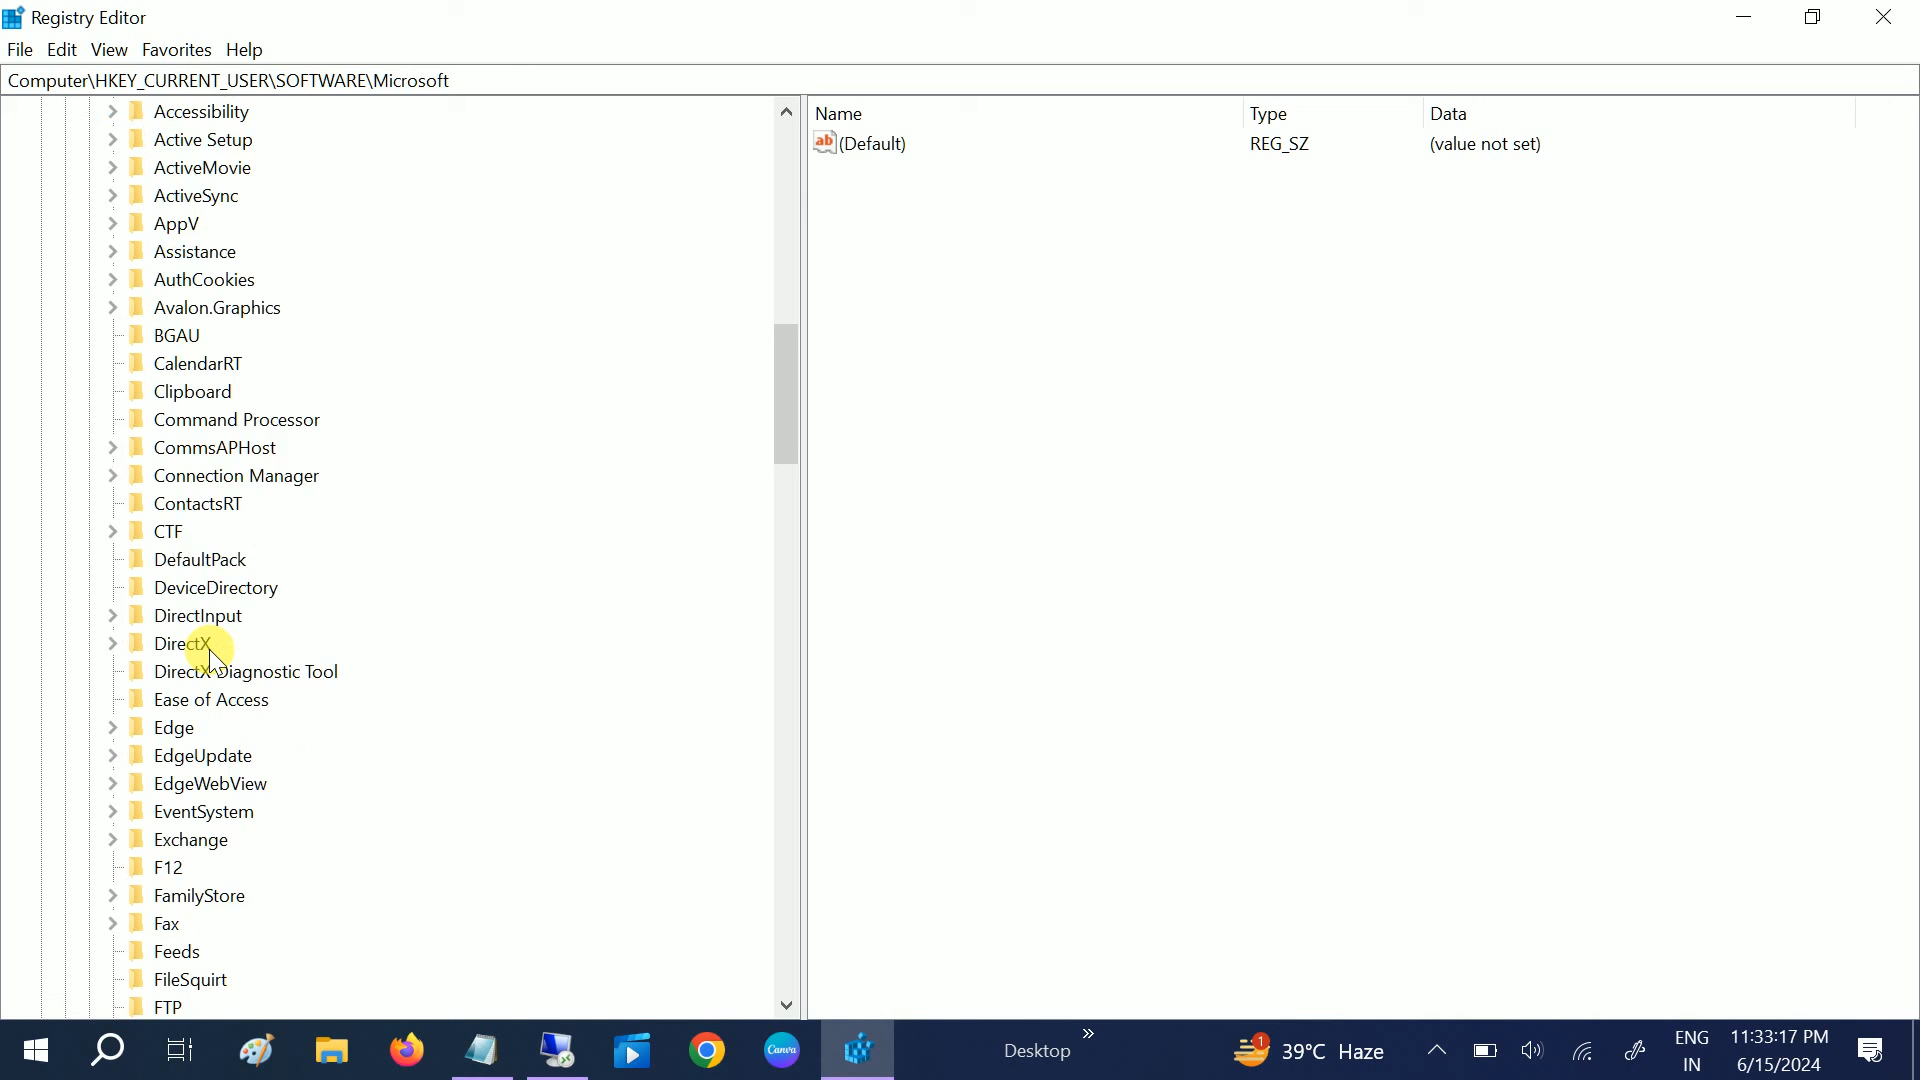 Registry Editor
File Edit View Favorites Help
Computer\HKEY_CURRENT_USER\SOFTWARE\Microsoft
Name Type Data
ab (Default) REG_SZ (value not set)
Accessibility
Active Setup
ActiveMovie
ActiveSync
AppV
Assistance
AuthCookies
Avalon.Graphics
BGAU
CalendarRT
Clipboard
Command Processor
CommsAPHost
Connection Manager
ContactsRT
CTF
DefaultPack
DeviceDirectory
DirectInput
DirectX
DirectX Diagnostic Tool
Ease of Access
Edge
EdgeUpdate
EdgeWebView
EventSystem
Exchange
F12
FamilyStore
Fax
Feeds
FileSquirt
FTP
Canva
Desktop »
1 39°C Haze
ENG 11:33:17 PM
IN 6/15/2024